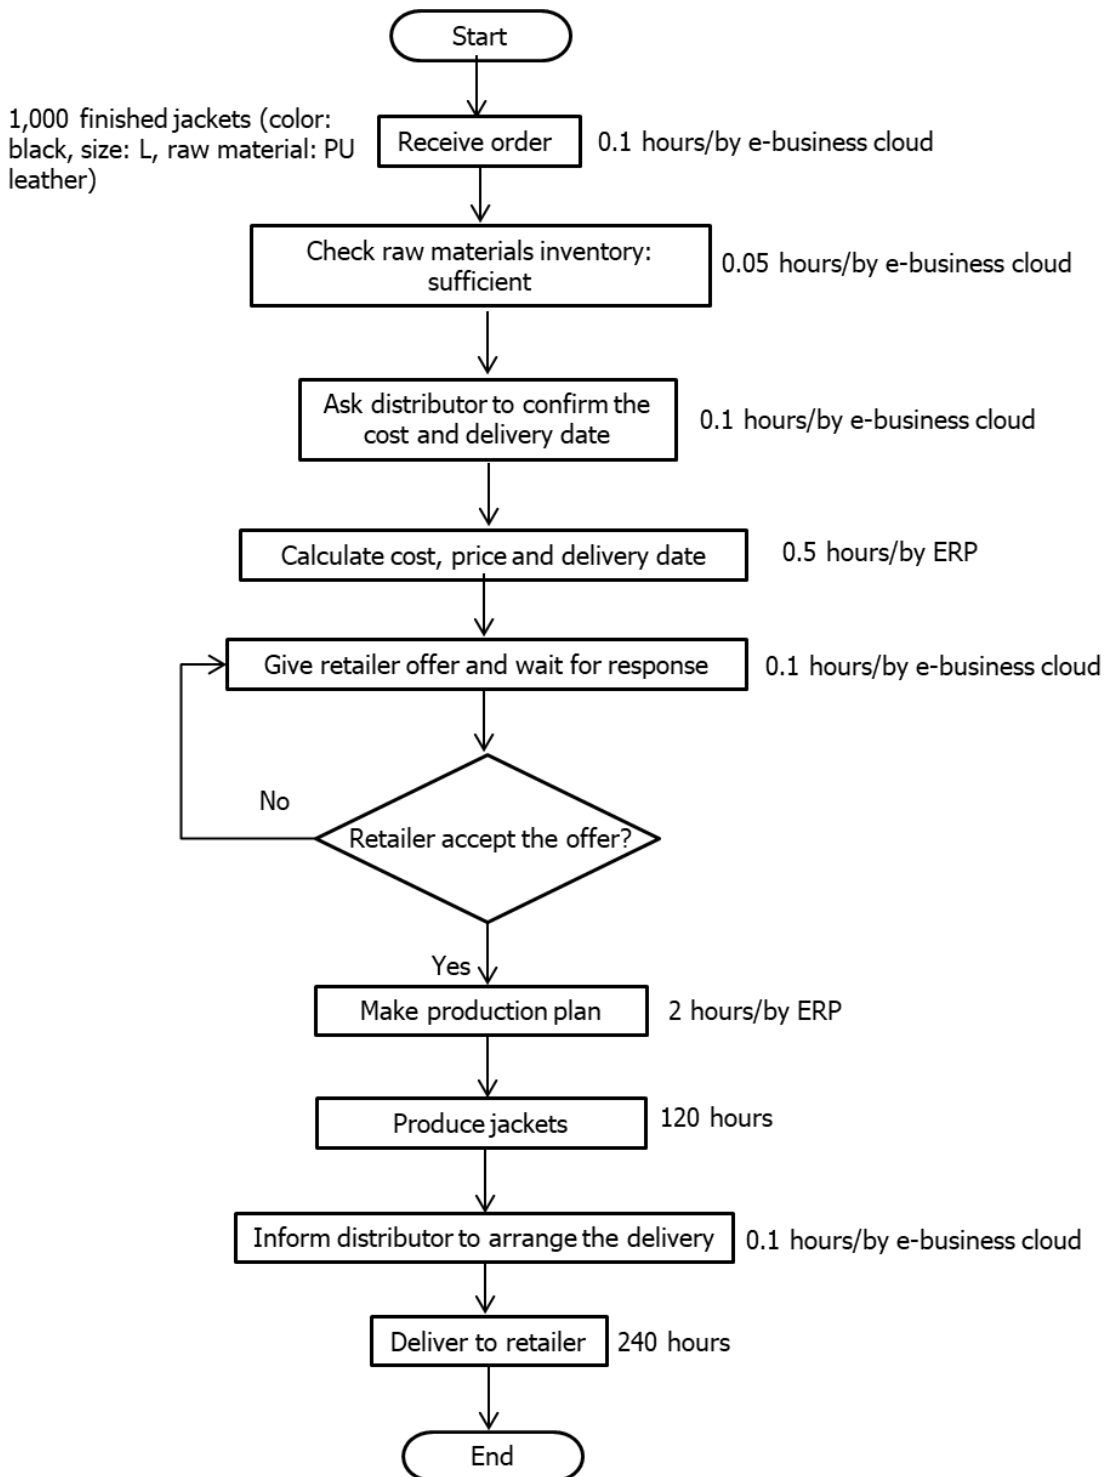 Start
1,000 finished jackets (color:
black, size: L, raw material: PU
leather)
Receive order
0.1 hours/by e-business cloud
Check raw materials inventory:
sufficient
0.05 hours/by e-business cloud
Ask distributor to confirm the
cost and delivery date
0.1 hours/by e-business cloud
Calculate cost, price and delivery date
0.5 hours/by ERP
Give retailer offer and wait for response
0.1 hours/by e-business cloud
No
Retailer accept the offer?
Yes
Make production plan
2 hours/by ERP
Produce jackets
120 hours
Inform distributor to arrange the delivery
0.1 hours/by e-business cloud
Deliver to retailer
240 hours
End